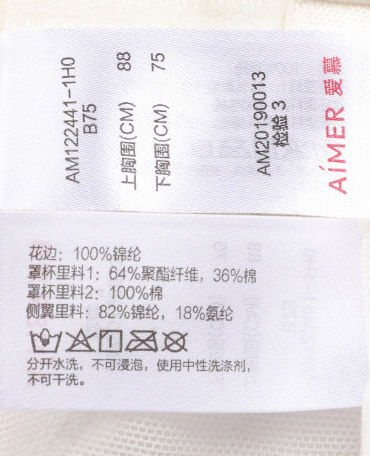 AM122441-1H0
B75
上胸围(CM) 88
下胸围(CM) 75
AM20190013
检验 3
AiMER 爱慕
花边：100%锦纶
罩杯里料1：64%聚酯纤维，36%棉
罩杯里料2：100%棉
侧翼里料：82%锦纶，18%氨纶
分开水洗，不可浸泡，使用中性洗涤剂，
不可干洗。